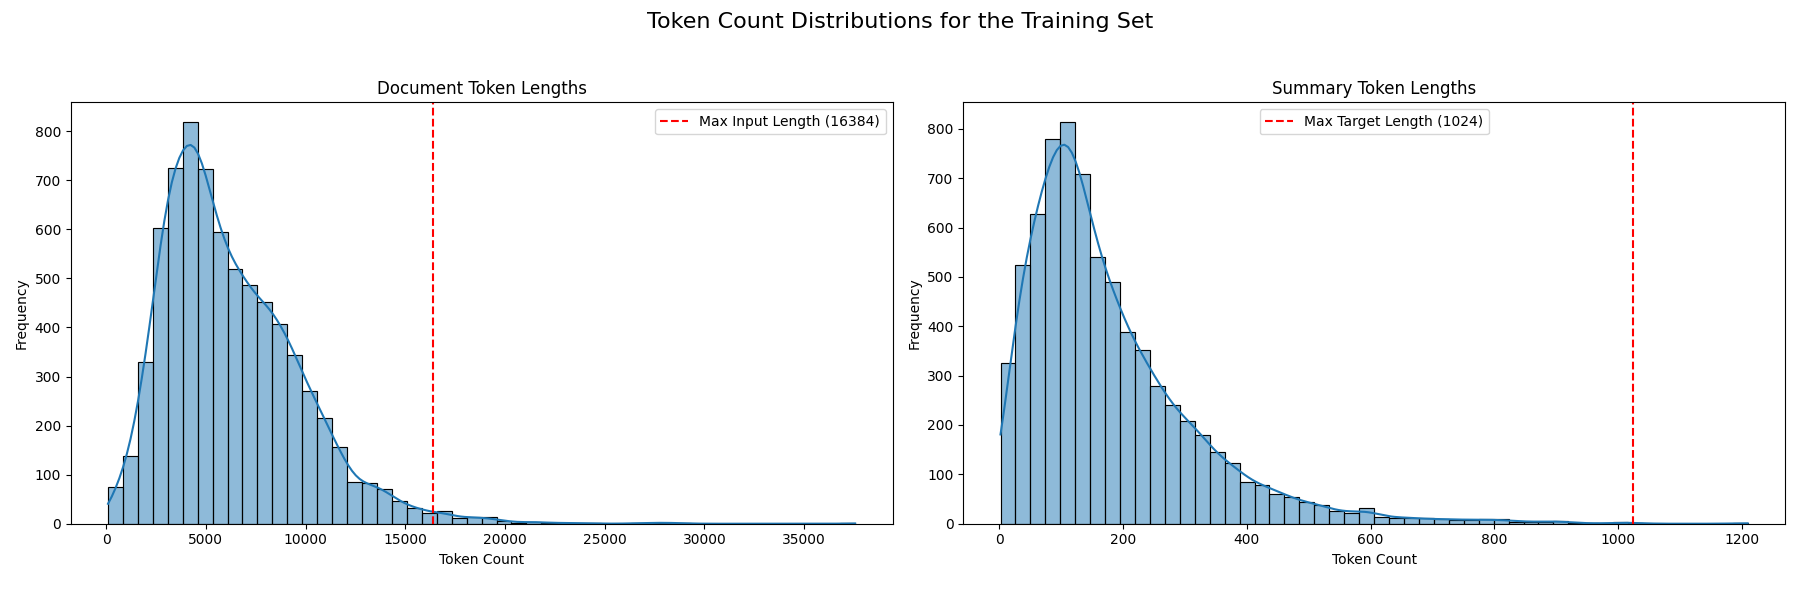 Token Count Distributions for the Training Set
Document Token Lengths
Max Input Length (16384)
Frequency
800
700
600
500
400
300
200
100
0
0 5000 10000 15000 20000 25000 30000 35000
Token Count
Summary Token Lengths
Max Target Length (1024)
Frequency
800
700
600
500
400
300
200
100
0
0 200 400 600 800 1000 1200
Token Count